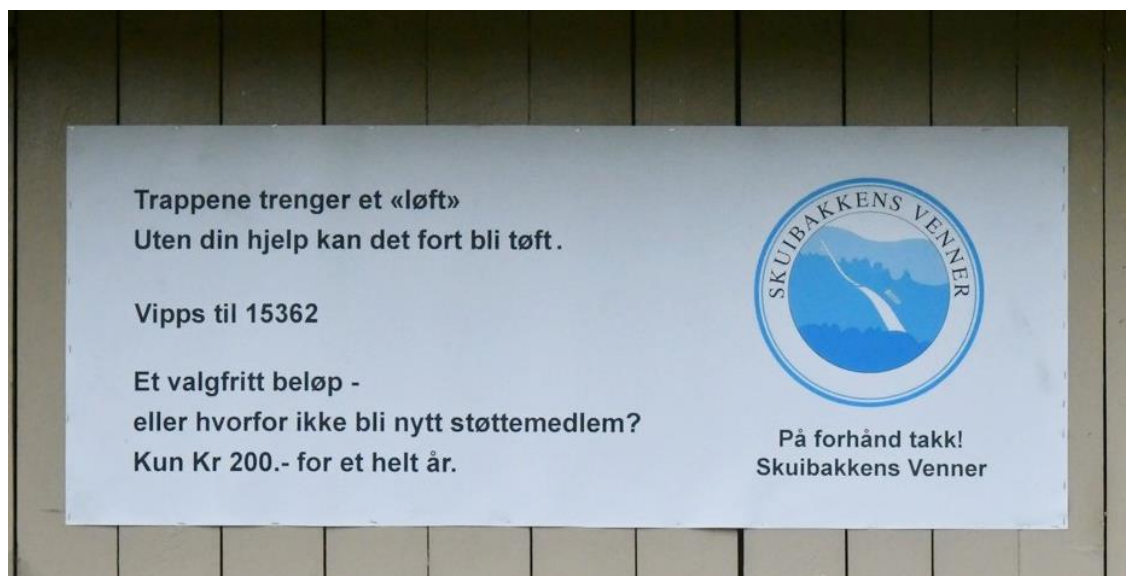 Trappene trenger et «løft»
Uten din hjelp kan det fort bli tøft.
Vipps til 15362
Et valgfritt beløp -
eller hvorfor ikke bli nytt støttemedlem?
Kun Kr 200.- for et helt år.
SKUIBAKKENS VENNER
På forhånd takk!
Skuibakkens Venner